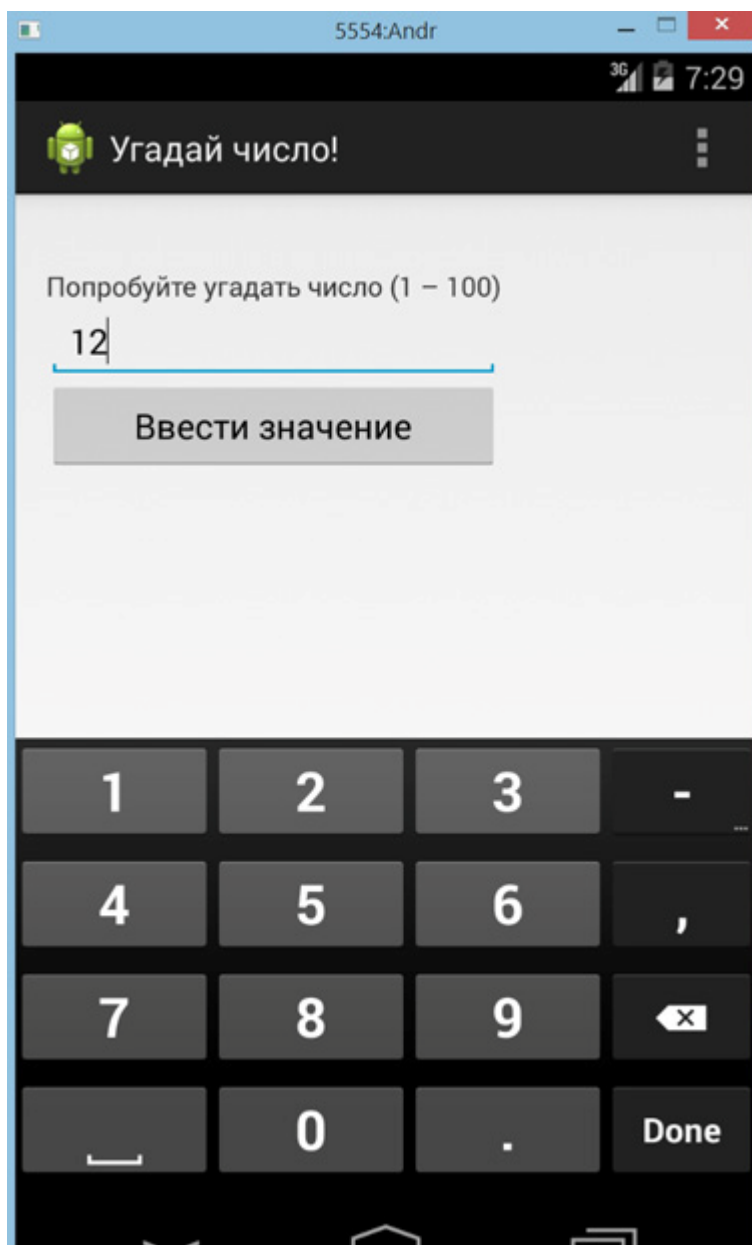 5554:Andr
3G 7:29
Угадай число!
Попробуйте угадать число (1 – 100)
12
Ввести значение
1 2 3 - ...
4 5 6 ,
7 8 9
0 . Done